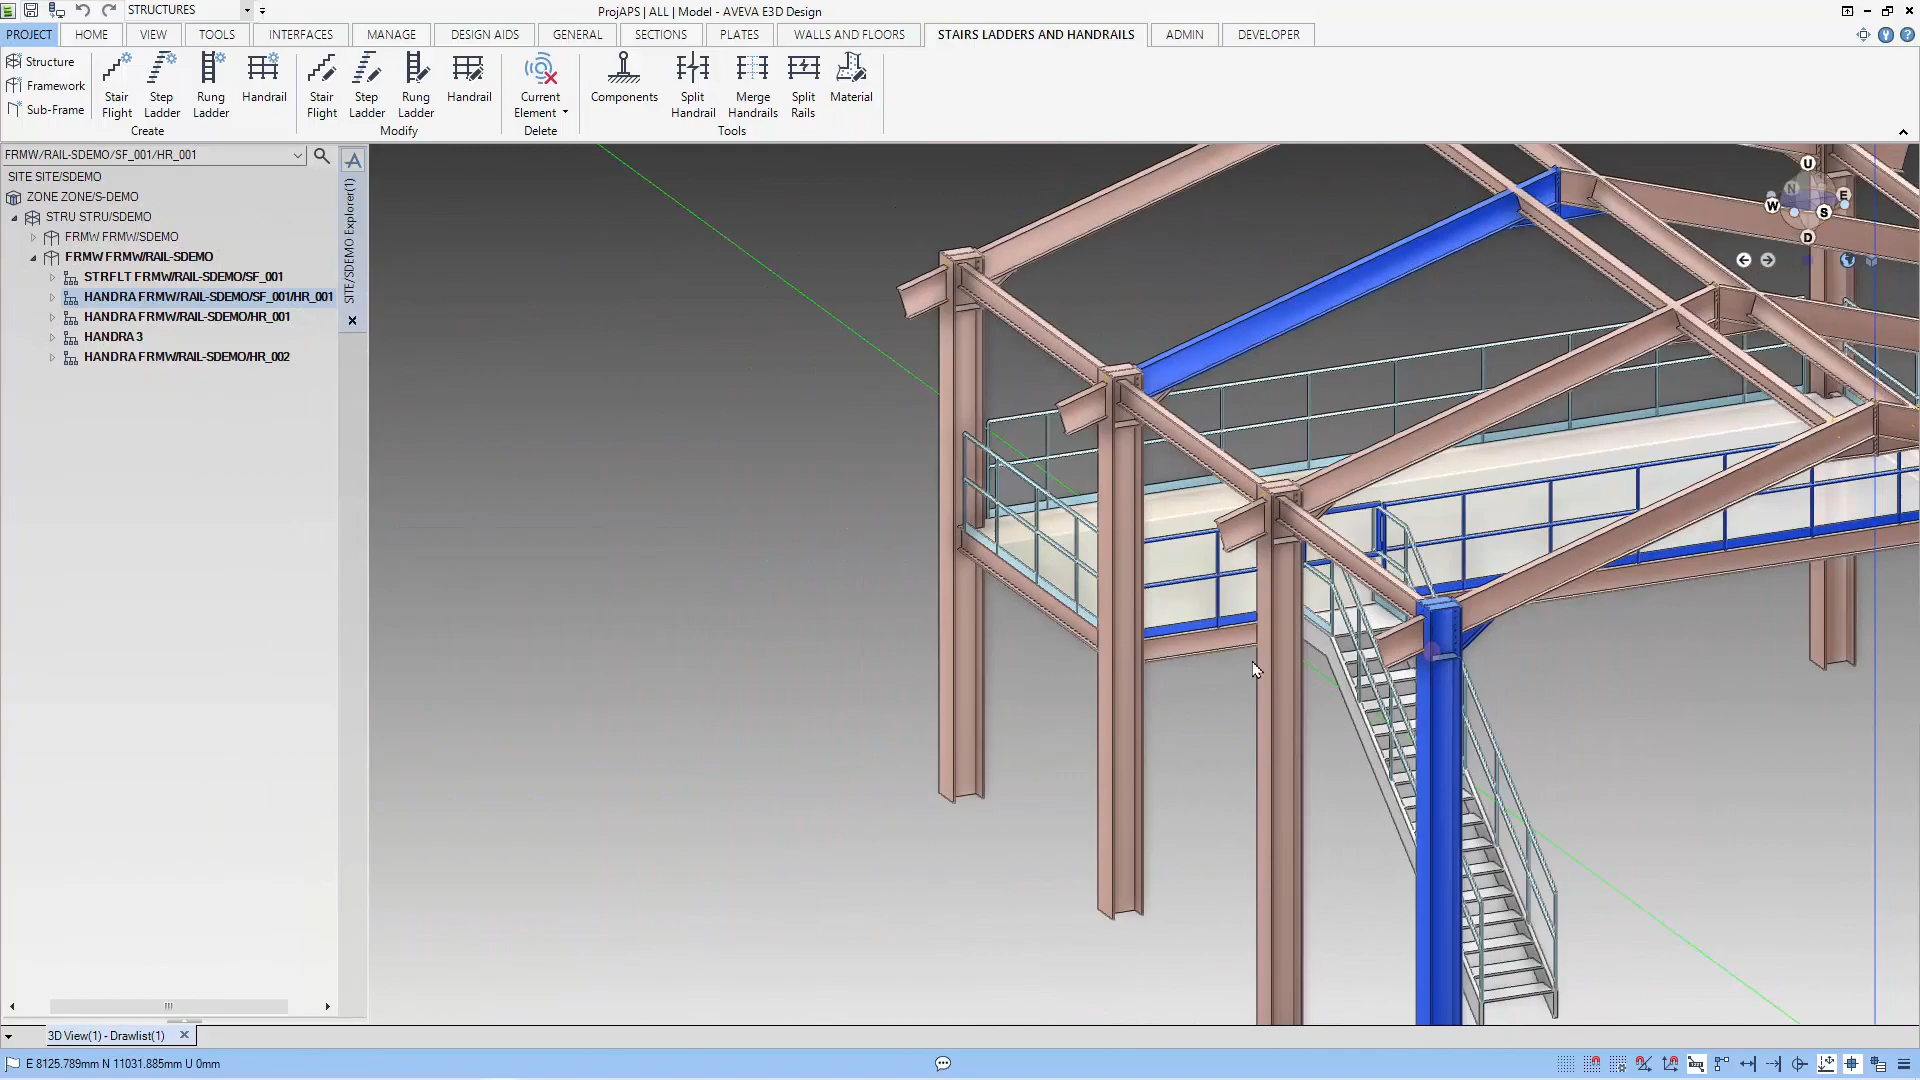 STRUCTURES
ProjAPS | ALL | Model - AVEVA E3D Design
PROJECT HOME VIEW TOOLS INTERFACES MANAGE DESIGN AIDS GENERAL SECTIONS PLATES WALLS AND FLOORS STAIRS LADDERS AND HANDRAILS ADMIN DEVELOPER
Structure
Framework
Sub-Frame
Stair Flight
Step Ladder
Rung Ladder
Handrail
Create
Stair Flight
Step Ladder
Rung Ladder
Handrail
Modify
Current Element
Delete
Components
Split Handrail
Merge Handrails
Split Rails
Material
Tools
FRMW/RAIL-SDEMO/SF_001/HR_001
SITE SITE/SDEMO
ZONE ZONE/S-DEMO
STRU STRU/SDEMO
FRMW FRMW/SDEMO
FRMW FRMW/RAIL-SDEMO
STRFLT FRMW/RAIL-SDEMO/SF_001
HANDRA FRMW/RAIL-SDEMO/SF_001/HR_001
HANDRA FRMW/RAIL-SDEMO/HR_001
HANDRA 3
HANDRA FRMW/RAIL-SDEMO/HR_002
SITE/SDEMO Explorer(1)
U
N
E
W
S
D
3D View(1) - Drawlist(1)
E 8125.789mm N 11031.885mm U 0mm